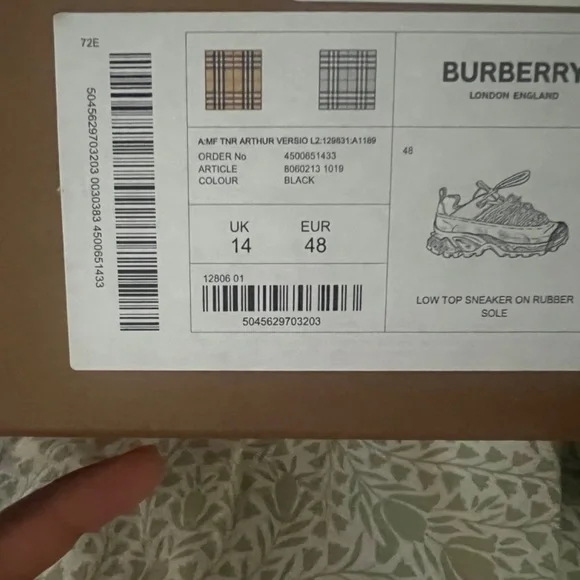 72E
5045629703203 0030383 4500651433
A:MF TNR ARTHUR VERSIO L2:129831:A1189
ORDER No 4500651433
ARTICLE 8060213 1019
COLOUR BLACK
UK EUR
14 48
12806 01
5045629703203
BURBERRY
LONDON ENGLAND
48
LOW TOP SNEAKER ON RUBBER
SOLE